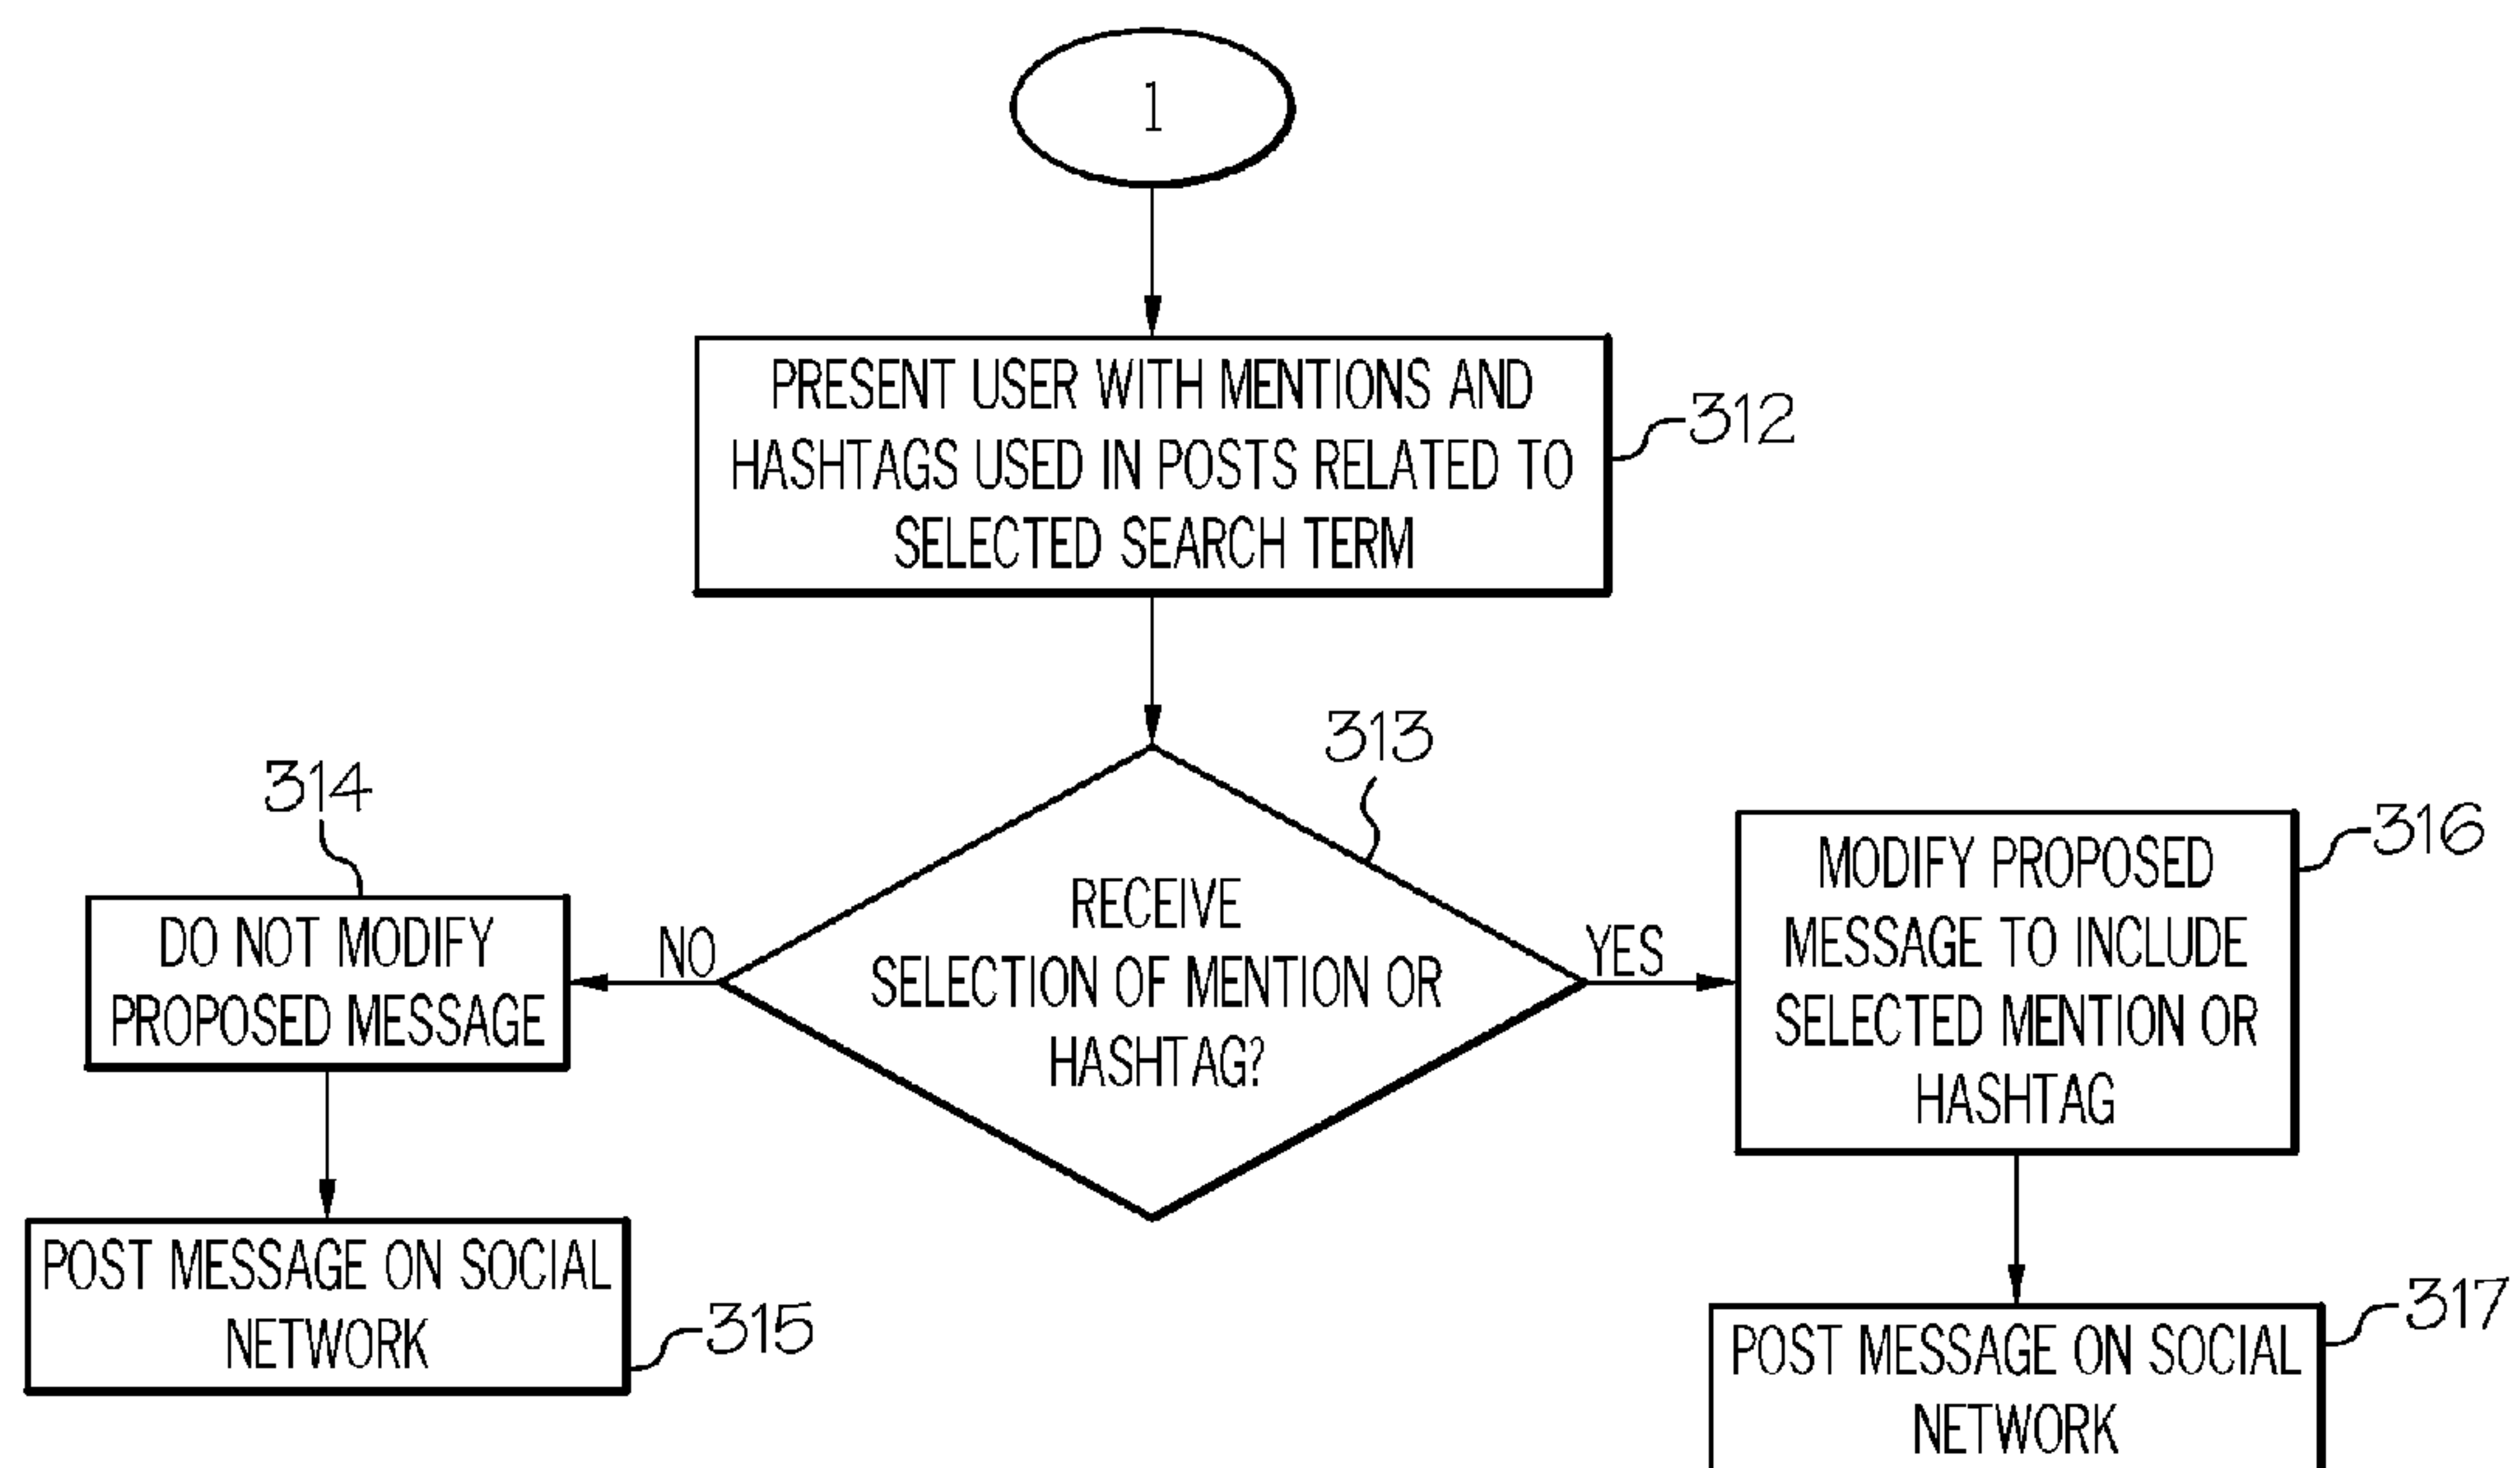 1
PRESENT USER WITH MENTIONS AND
HASHTAGS USED IN POSTS RELATED TO
SELECTED SEARCH TERM
312
313
RECEIVE
SELECTION OF MENTION OR
HASHTAG?
NO
YES
314
DO NOT MODIFY
PROPOSED MESSAGE
POST MESSAGE ON SOCIAL
NETWORK
315
316
MODIFY PROPOSED
MESSAGE TO INCLUDE
SELECTED MENTION OR
HASHTAG
317
POST MESSAGE ON SOCIAL
NETWORK